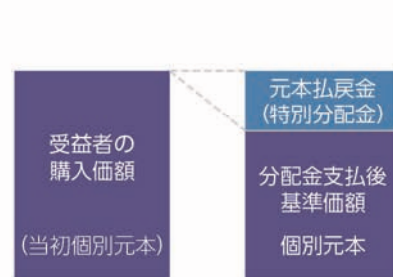 受益者の
購入価額
(当初個別元本)
元本払戻金
(特別分配金)
分配金支払後
基準価額
個別元本